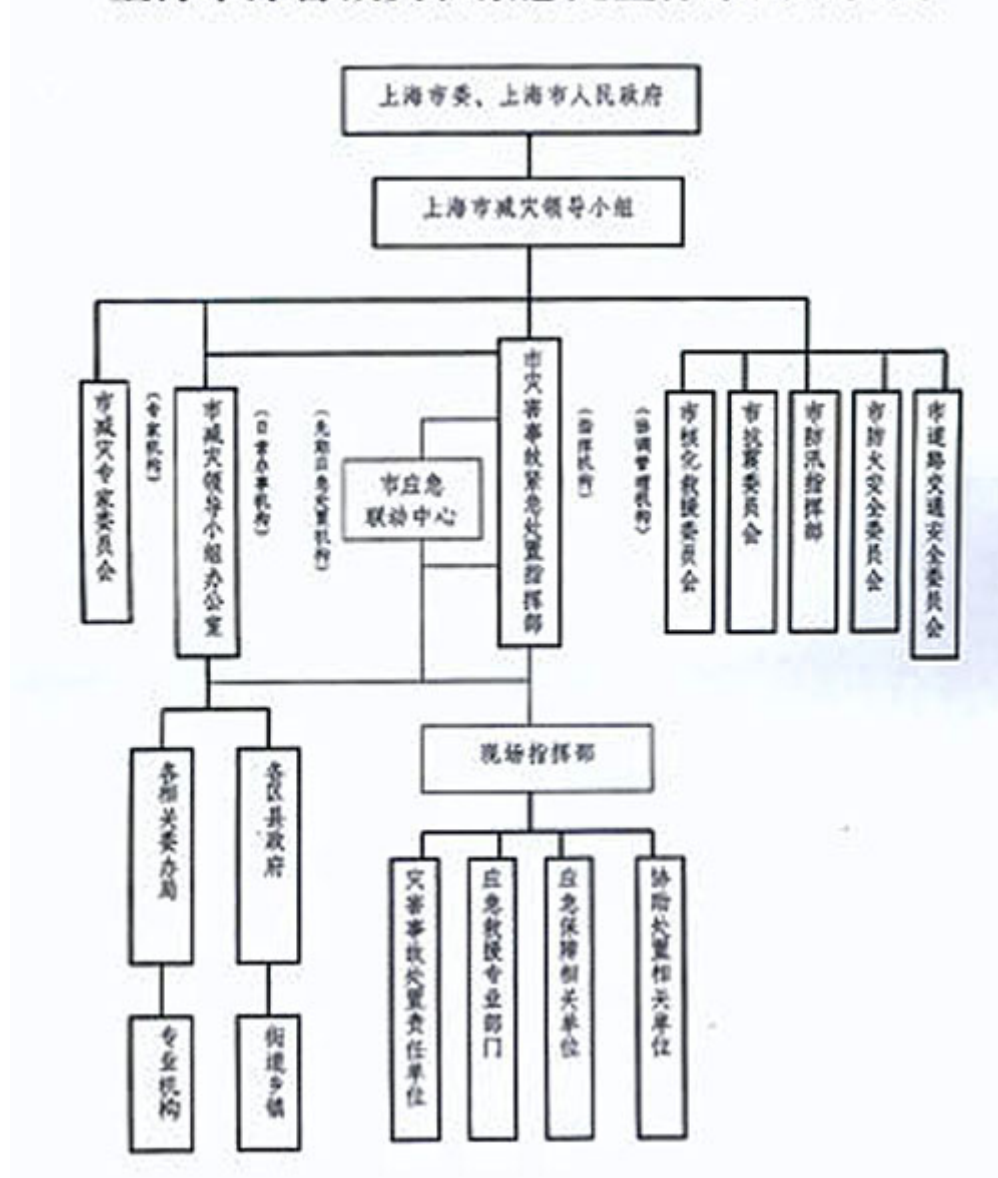 上海市委、上海市人民政府
上海市减灾领导小组
市减灾专家委员会
(专家机构)
市减灾领导小组办公室
(日常办事机构)
(先期应急处置机构)
市应急
联动中心
市灾害事故紧急处置指挥部
(指挥机构)
(协调管理机构)
市核化救援委员会
市抗震委员会
市防汛指挥部
市防火安全委员会
市道路交通安全委员会
现场指挥部
各相关委办局
各区县政府
灾害事故处置责任单位
应急救援专业部门
应急保障相关单位
协助处置相关单位
专业机构
街道乡镇